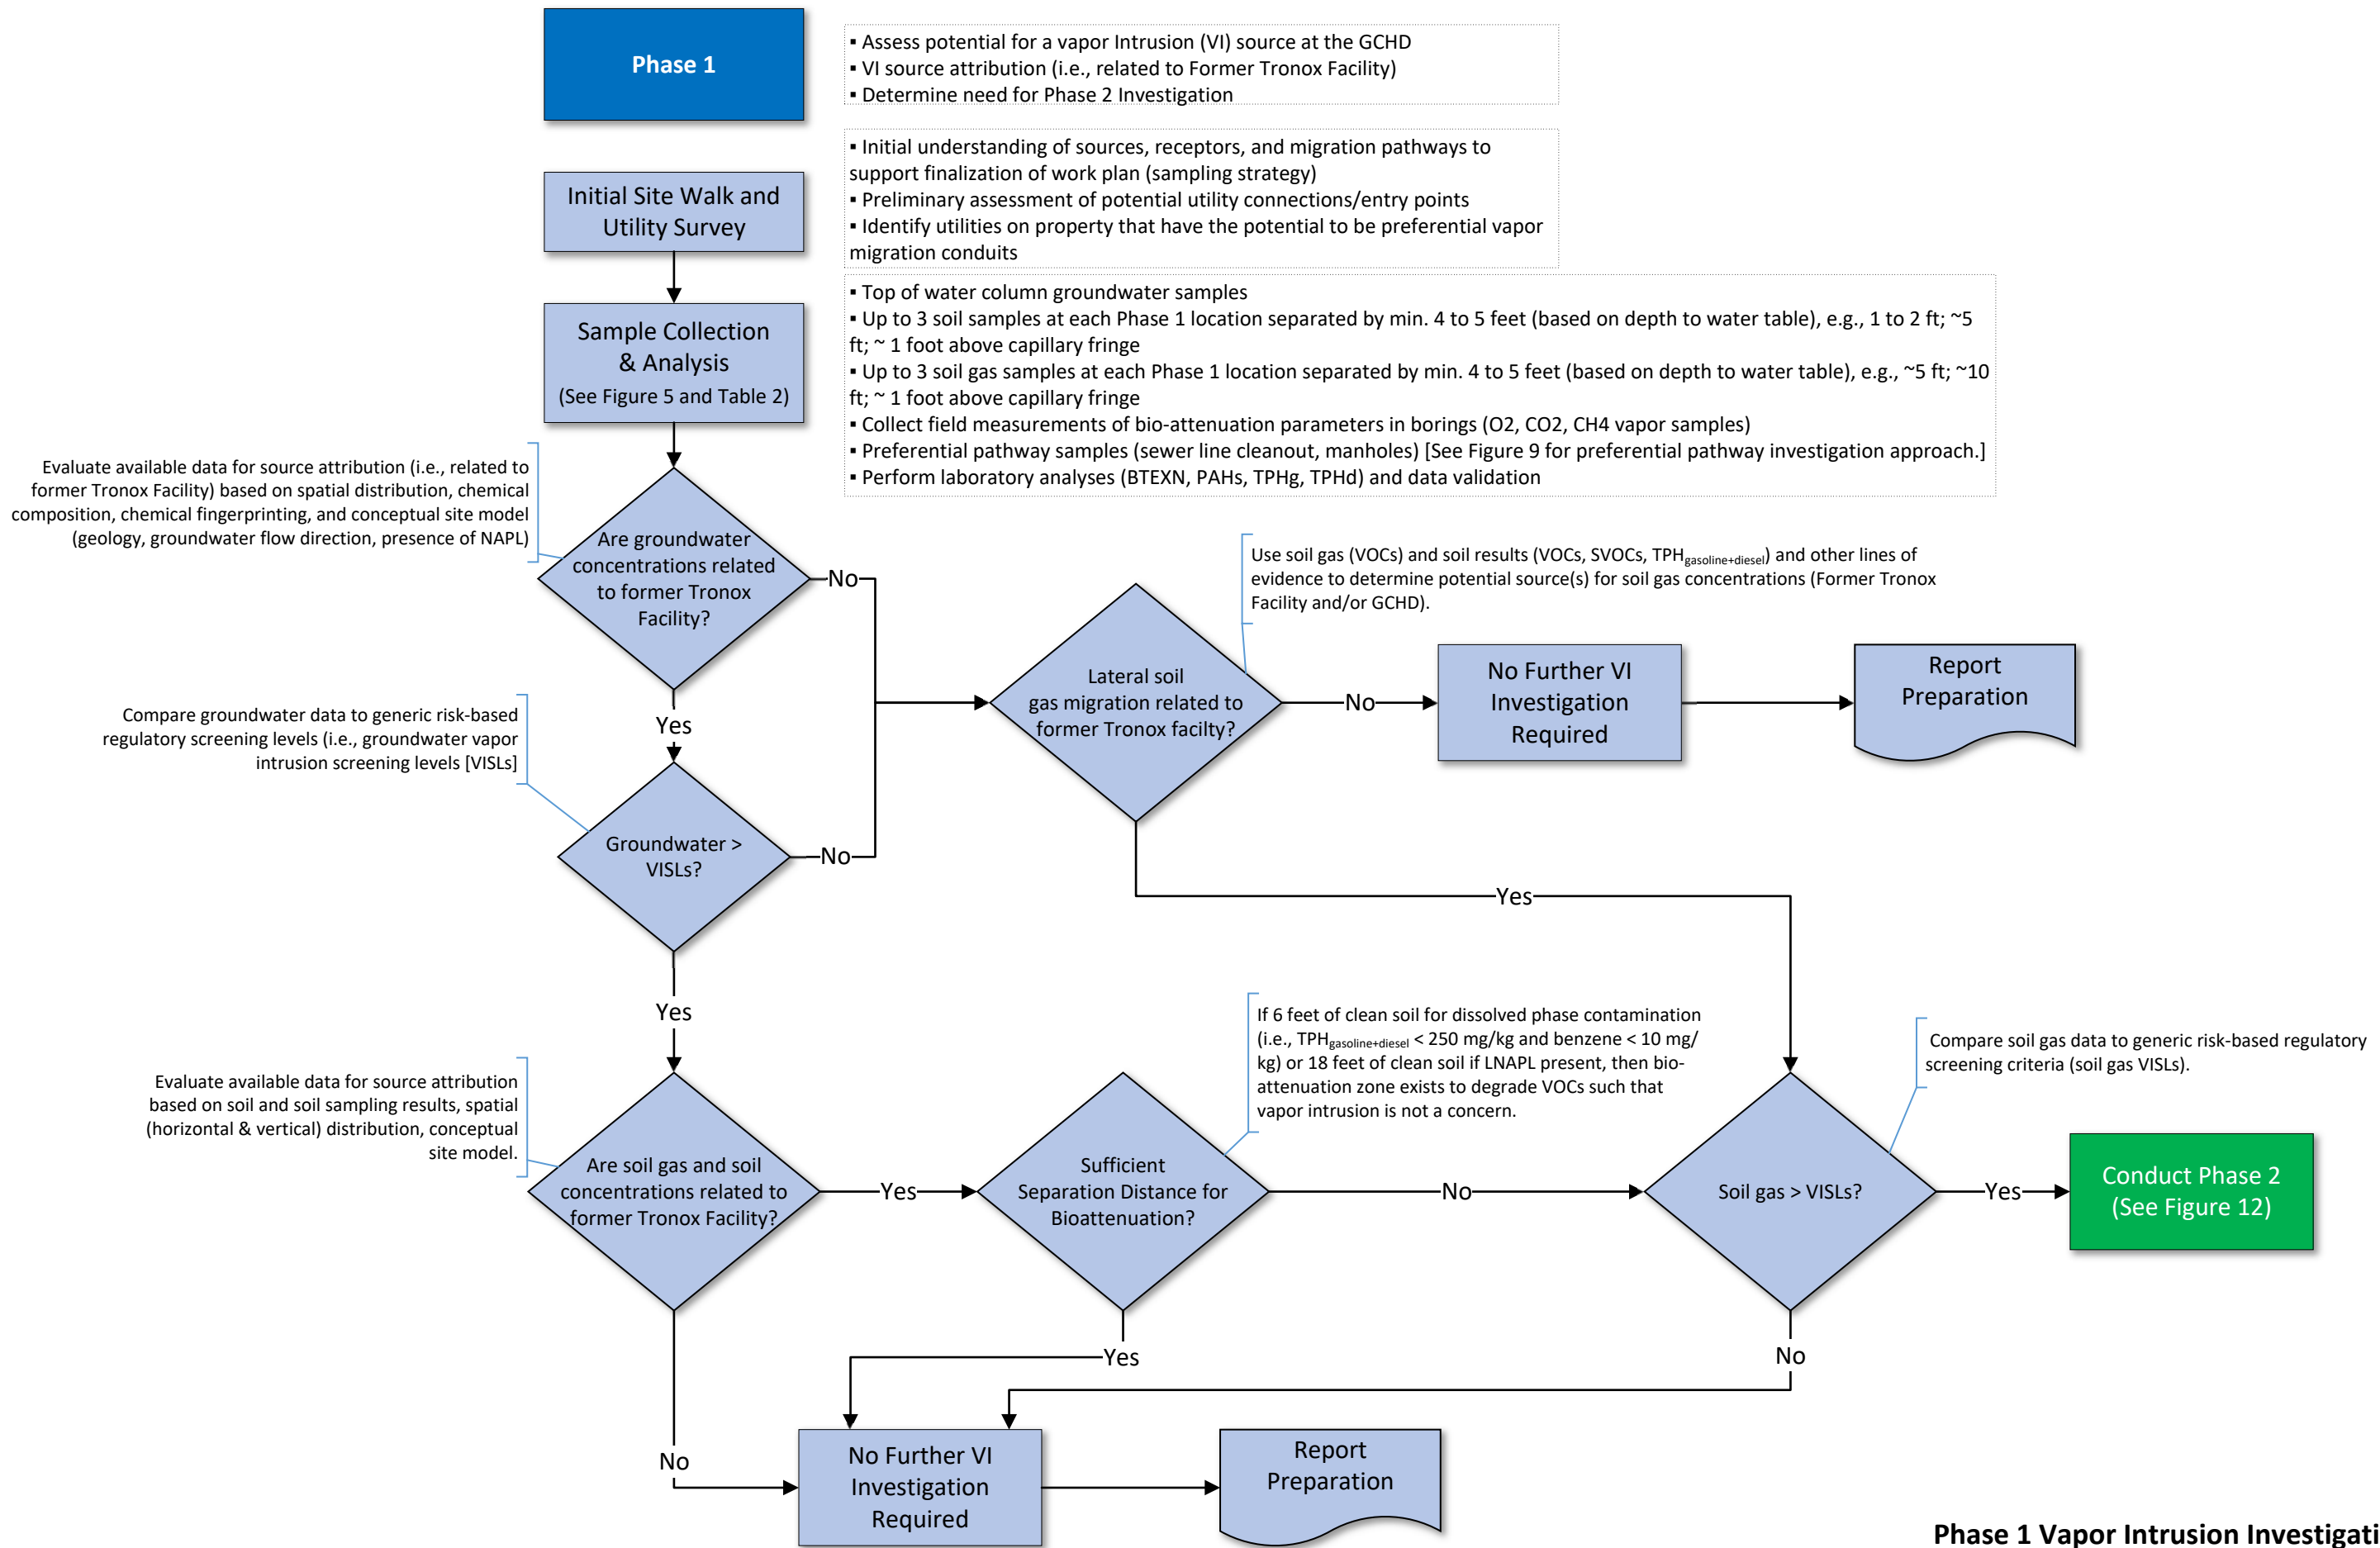 Phase 1
▪ Assess potential for a vapor Intrusion (VI) source at the GCHD
▪ VI source attribution (i.e., related to Former Tronox Facility)
▪ Determine need for Phase 2 Investigation
Initial Site Walk and
Utility Survey
▪ Initial understanding of sources, receptors, and migration pathways to
support finalization of work plan (sampling strategy)
▪ Preliminary assessment of potential utility connections/entry points
▪ Identify utilities on property that have the potential to be preferential vapor
migration conduits
Sample Collection
& Analysis
(See Figure 5 and Table 2)
▪ Top of water column groundwater samples
▪ Up to 3 soil samples at each Phase 1 location separated by min. 4 to 5 feet (based on depth to water table), e.g., 1 to 2 ft; ~5
ft; ~ 1 foot above capillary fringe
▪ Up to 3 soil gas samples at each Phase 1 location separated by min. 4 to 5 feet (based on depth to water table), e.g., ~5 ft; ~10
ft; ~ 1 foot above capillary fringe
▪ Collect field measurements of bio-attenuation parameters in borings (O2, CO2, CH4 vapor samples)
▪ Preferential pathway samples (sewer line cleanout, manholes) [See Figure 9 for preferential pathway investigation approach.]
▪ Perform laboratory analyses (BTEXN, PAHs, TPHg, TPHd) and data validation
Evaluate available data for source attribution (i.e., related to
former Tronox Facility) based on spatial distribution, chemical
composition, chemical fingerprinting, and conceptual site model
(geology, groundwater flow direction, presence of NAPL)
Are groundwater
concentrations related
to former Tronox
Facility?
No
Use soil gas (VOCs) and soil results (VOCs, SVOCs, TPHgasoline+diesel) and other lines of
evidence to determine potential source(s) for soil gas concentrations (Former Tronox
Facility and/or GCHD).
Lateral soil
gas migration related to
former Tronox facilty?
No
No Further VI
Investigation
Required
Report
Preparation
Yes
Compare groundwater data to generic risk-based
regulatory screening levels (i.e., groundwater vapor
intrusion screening levels [VISLs]
Groundwater >
VISLs?
No
Yes
Yes
Evaluate available data for source attribution
based on soil and soil sampling results, spatial
(horizontal & vertical) distribution, conceptual
site model.
Are soil gas and soil
concentrations related to
former Tronox Facility?
Yes
If 6 feet of clean soil for dissolved phase contamination
(i.e., TPHgasoline+diesel < 250 mg/kg and benzene < 10 mg/
kg) or 18 feet of clean soil if LNAPL present, then bio-
attenuation zone exists to degrade VOCs such that
vapor intrusion is not a concern.
Sufficient
Separation Distance for
Bioattenuation?
No
Compare soil gas data to generic risk-based regulatory
screening criteria (soil gas VISLs).
Soil gas > VISLs?
Yes
Conduct Phase 2
(See Figure 12)
Yes
No
No
No Further VI
Investigation
Required
Report
Preparation
Phase 1 Vapor Intrusion Investigati